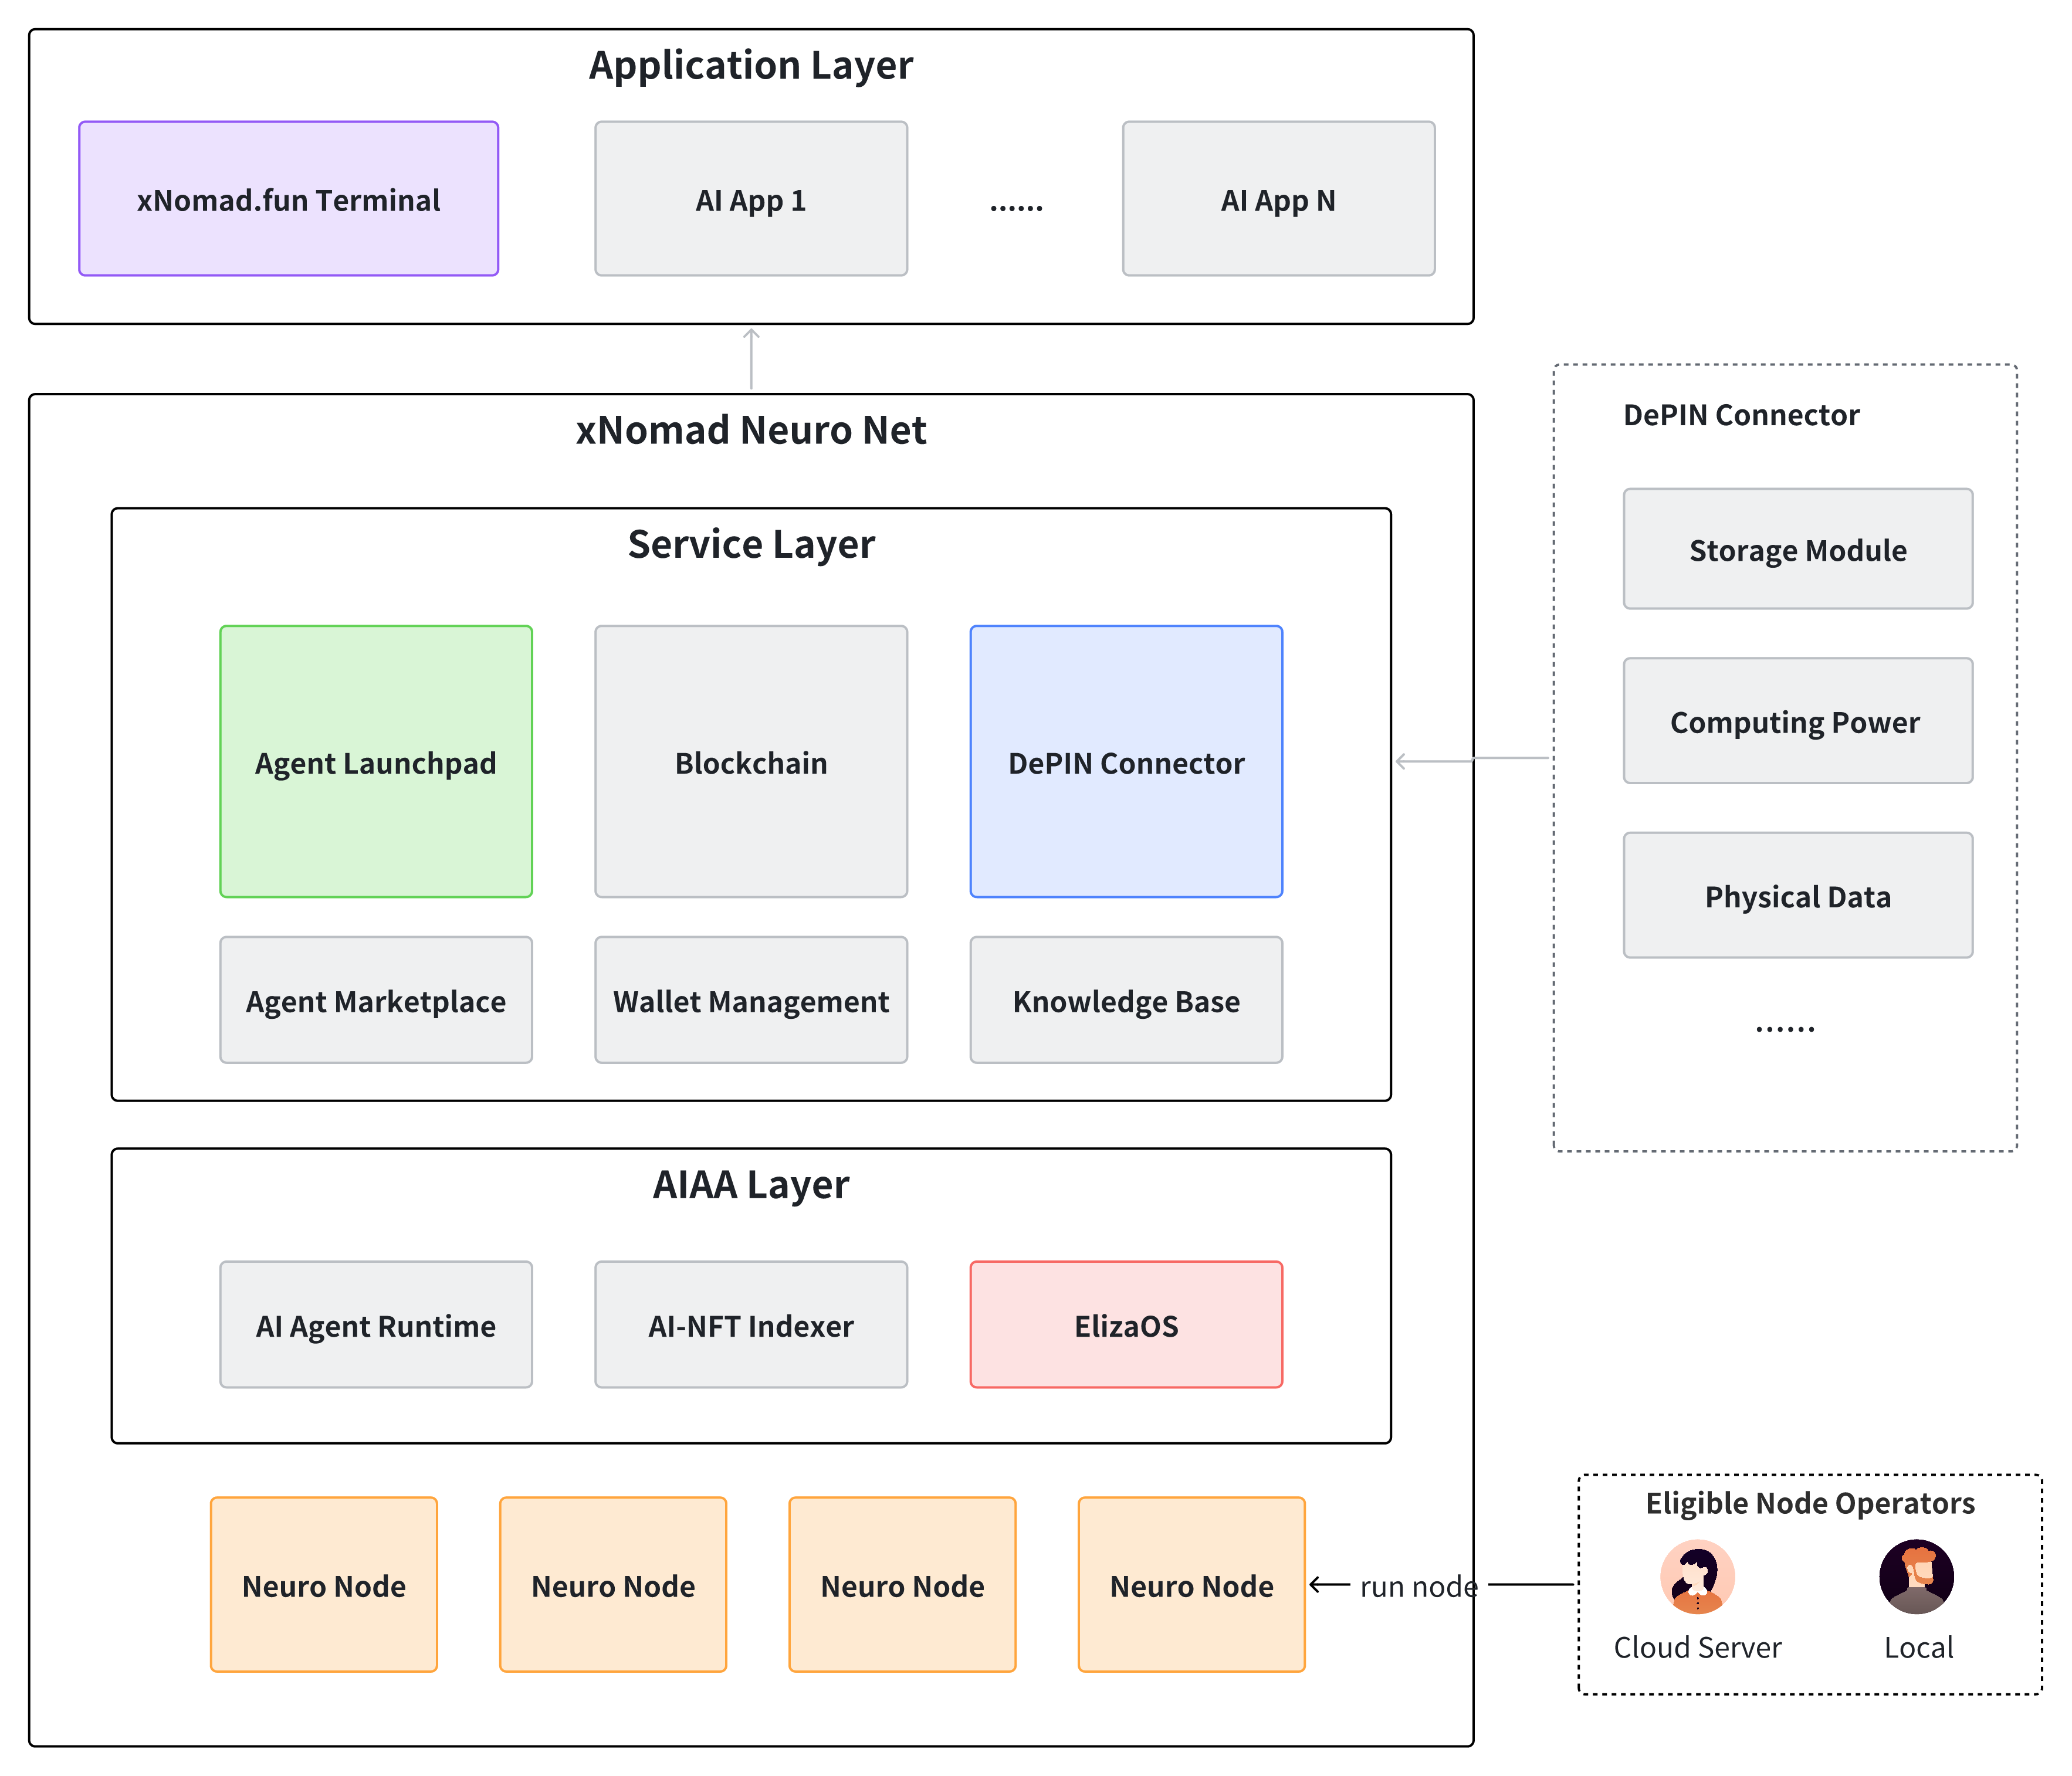 Application Layer
xNomad.fun Terminal
AI App 1
......
AI App N
xNomad Neuro Net
Service Layer
Agent Launchpad
Blockchain
DePIN Connector
Agent Marketplace
Wallet Management
Knowledge Base
DePIN Connector
Storage Module
Computing Power
Physical Data
......
AIAA Layer
AI Agent Runtime
AI-NFT Indexer
ElizaOS
Neuro Node
Neuro Node
Neuro Node
Neuro Node
run node
Eligible Node Operators
Cloud Server
Local